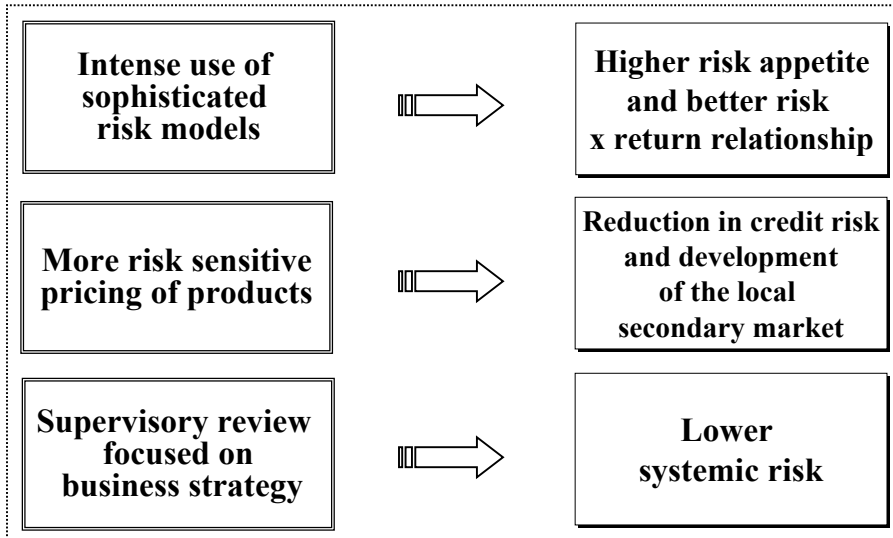 Intense use of
sophisticated
risk models
Higher risk appetite
and better risk
x return relationship
More risk sensitive
pricing of products
Reduction in credit risk
and development
of the local
secondary market
Supervisory review
focused on
business strategy
Lower
systemic risk